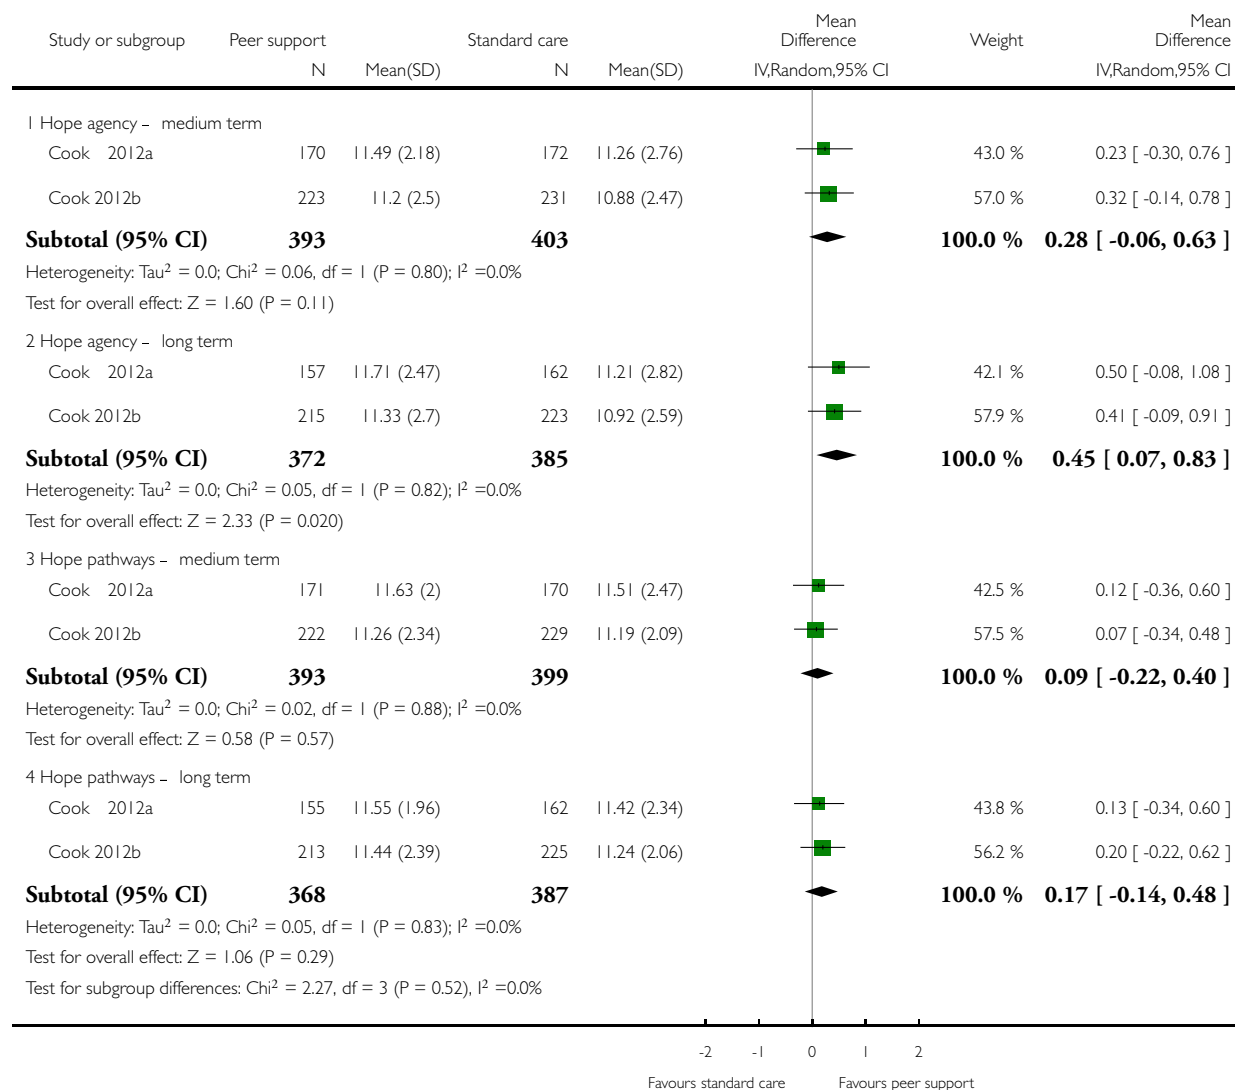 Study or subgroup Peer support Standard care Mean Difference Weight Mean Difference
N Mean(SD) N Mean(SD) IV,Random,95% CI IV,Random,95% CI
1 Hope agency – medium term
Cook 2012a 170 11.49 (2.18) 172 11.26 (2.76) 43.0 % 0.23 [ -0.30, 0.76 ]
Cook 2012b 223 11.2 (2.5) 231 10.88 (2.47) 57.0 % 0.32 [ -0.14, 0.78 ]
Subtotal (95% CI) 393 403 100.0 % 0.28 [ -0.06, 0.63 ]
Heterogeneity: Tau² = 0.0; Chi² = 0.06, df = 1 (P = 0.80); I² =0.0%
Test for overall effect: Z = 1.60 (P = 0.11)
2 Hope agency – long term
Cook 2012a 157 11.71 (2.47) 162 11.21 (2.82) 42.1 % 0.50 [ -0.08, 1.08 ]
Cook 2012b 215 11.33 (2.7) 223 10.92 (2.59) 57.9 % 0.41 [ -0.09, 0.91 ]
Subtotal (95% CI) 372 385 100.0 % 0.45 [ 0.07, 0.83 ]
Heterogeneity: Tau² = 0.0; Chi² = 0.05, df = 1 (P = 0.82); I² =0.0%
Test for overall effect: Z = 2.33 (P = 0.020)
3 Hope pathways – medium term
Cook 2012a 171 11.63 (2) 170 11.51 (2.47) 42.5 % 0.12 [ -0.36, 0.60 ]
Cook 2012b 222 11.26 (2.34) 229 11.19 (2.09) 57.5 % 0.07 [ -0.34, 0.48 ]
Subtotal (95% CI) 393 399 100.0 % 0.09 [ -0.22, 0.40 ]
Heterogeneity: Tau² = 0.0; Chi² = 0.02, df = 1 (P = 0.88); I² =0.0%
Test for overall effect: Z = 0.58 (P = 0.57)
4 Hope pathways – long term
Cook 2012a 155 11.55 (1.96) 162 11.42 (2.34) 43.8 % 0.13 [ -0.34, 0.60 ]
Cook 2012b 213 11.44 (2.39) 225 11.24 (2.06) 56.2 % 0.20 [ -0.22, 0.62 ]
Subtotal (95% CI) 368 387 100.0 % 0.17 [ -0.14, 0.48 ]
Heterogeneity: Tau² = 0.0; Chi² = 0.05, df = 1 (P = 0.83); I² =0.0%
Test for overall effect: Z = 1.06 (P = 0.29)
Test for subgroup differences: Chi² = 2.27, df = 3 (P = 0.52), I² =0.0%
-2 -1 0 1 2
Favours standard care Favours peer support